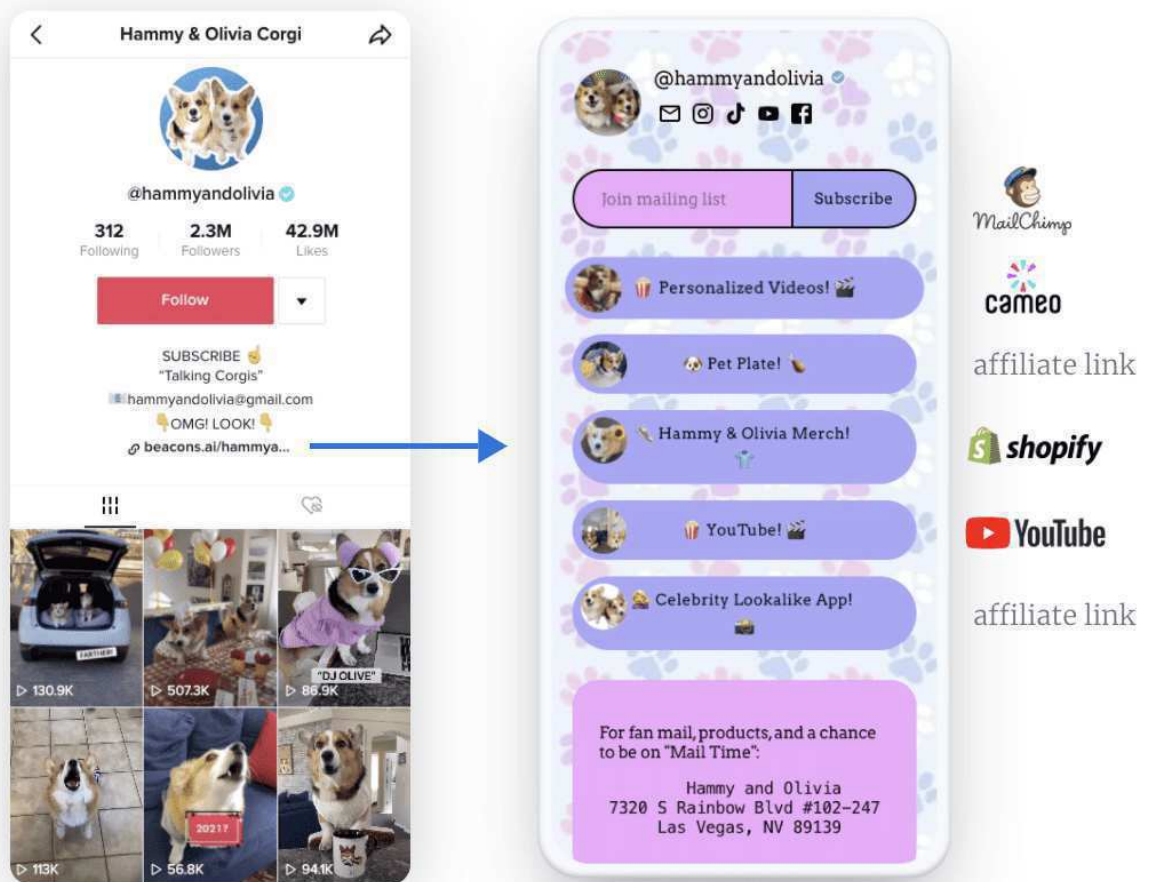 Hammy & Olivia Corgi
@hammyandolivia
312
2.3M
42.9M
Following
Followers
Likes
Follow
SUBSCRIBE ☝️
"Talking Corgis"
📧hammyandolivia@gmail.com
👇OMG! LOOK!👇
beacons.ai/hammya...
FARTHER!
▷ 130.9K
▷ 507.3K
"DJ OLIVE"
▷ 86.9K
▷ 113K
2021?
▷ 56.8K
▷ 94.1K
@hammyandolivia
Join mailing list
Subscribe
🍿 Personalized Videos! 🎬
🐶 Pet Plate! 🍗
Hammy & Olivia Merch!
👕
🍿 YouTube! 🎬
Celebrity Lookalike App!
📸
For fan mail, products, and a chance
to be on "Mail Time":
Hammy and Olivia
7320 S Rainbow Blvd #102-247
Las Vegas, NV 89139
MailChimp
cameo
affiliate link
shopify
YouTube
affiliate link